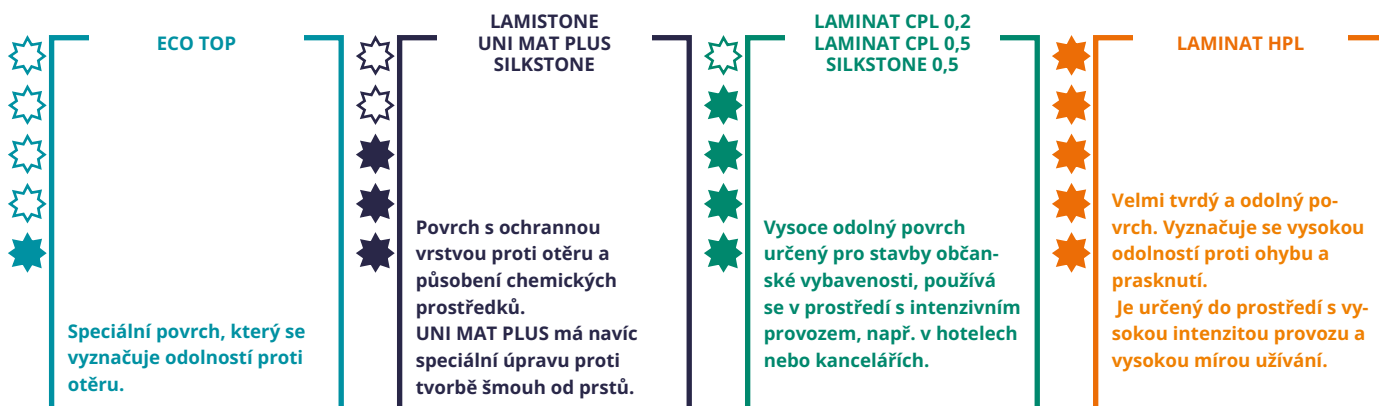 ECO TOP
Speciální povrch, který se
vyznačuje odolností proti
otěru.
LAMISTONE
UNI MAT PLUS
SILKSTONE
Povrch s ochrannou
vrstvou proti otěru a
působení chemických
prostředků.
UNI MAT PLUS má navíc
speciální úpravu proti
tvorbě šmouh od prstů.
LAMINAT CPL 0,2
LAMINAT CPL 0,5
SILKSTONE 0,5
Vysoce odolný povrch
určený pro stavby občan-
ské vybavenosti, používá
se v prostředí s intenzivním
provozem, např. v hotelech
nebo kancelářích.
LAMINAT HPL
Velmi tvrdý a odolný po-
vrch. Vyznačuje se vysokou
odolností proti ohybu a
prasknutí.
Je určený do prostředí s vy-
sokou intenzitou provozu a
vysokou mírou užívání.